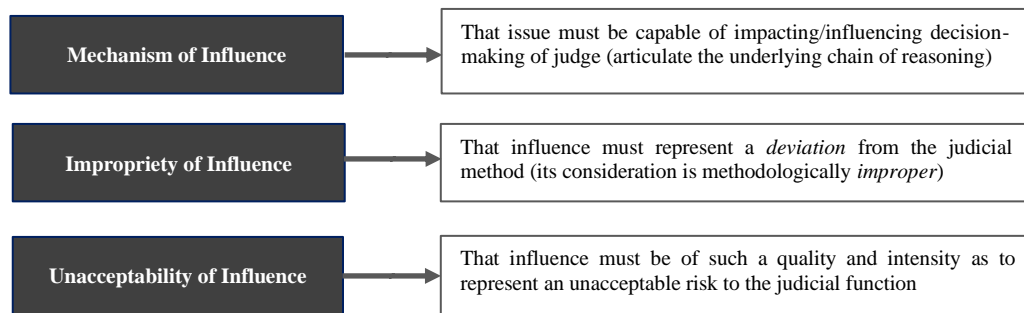 Mechanism of Influence
That issue must be capable of impacting/influencing decision-
making of judge (articulate the underlying chain of reasoning)
Impropriety of Influence
That influence must represent a deviation from the judicial
method (its consideration is methodologically improper)
Unacceptability of Influence
That influence must be of such a quality and intensity as to
represent an unacceptable risk to the judicial function